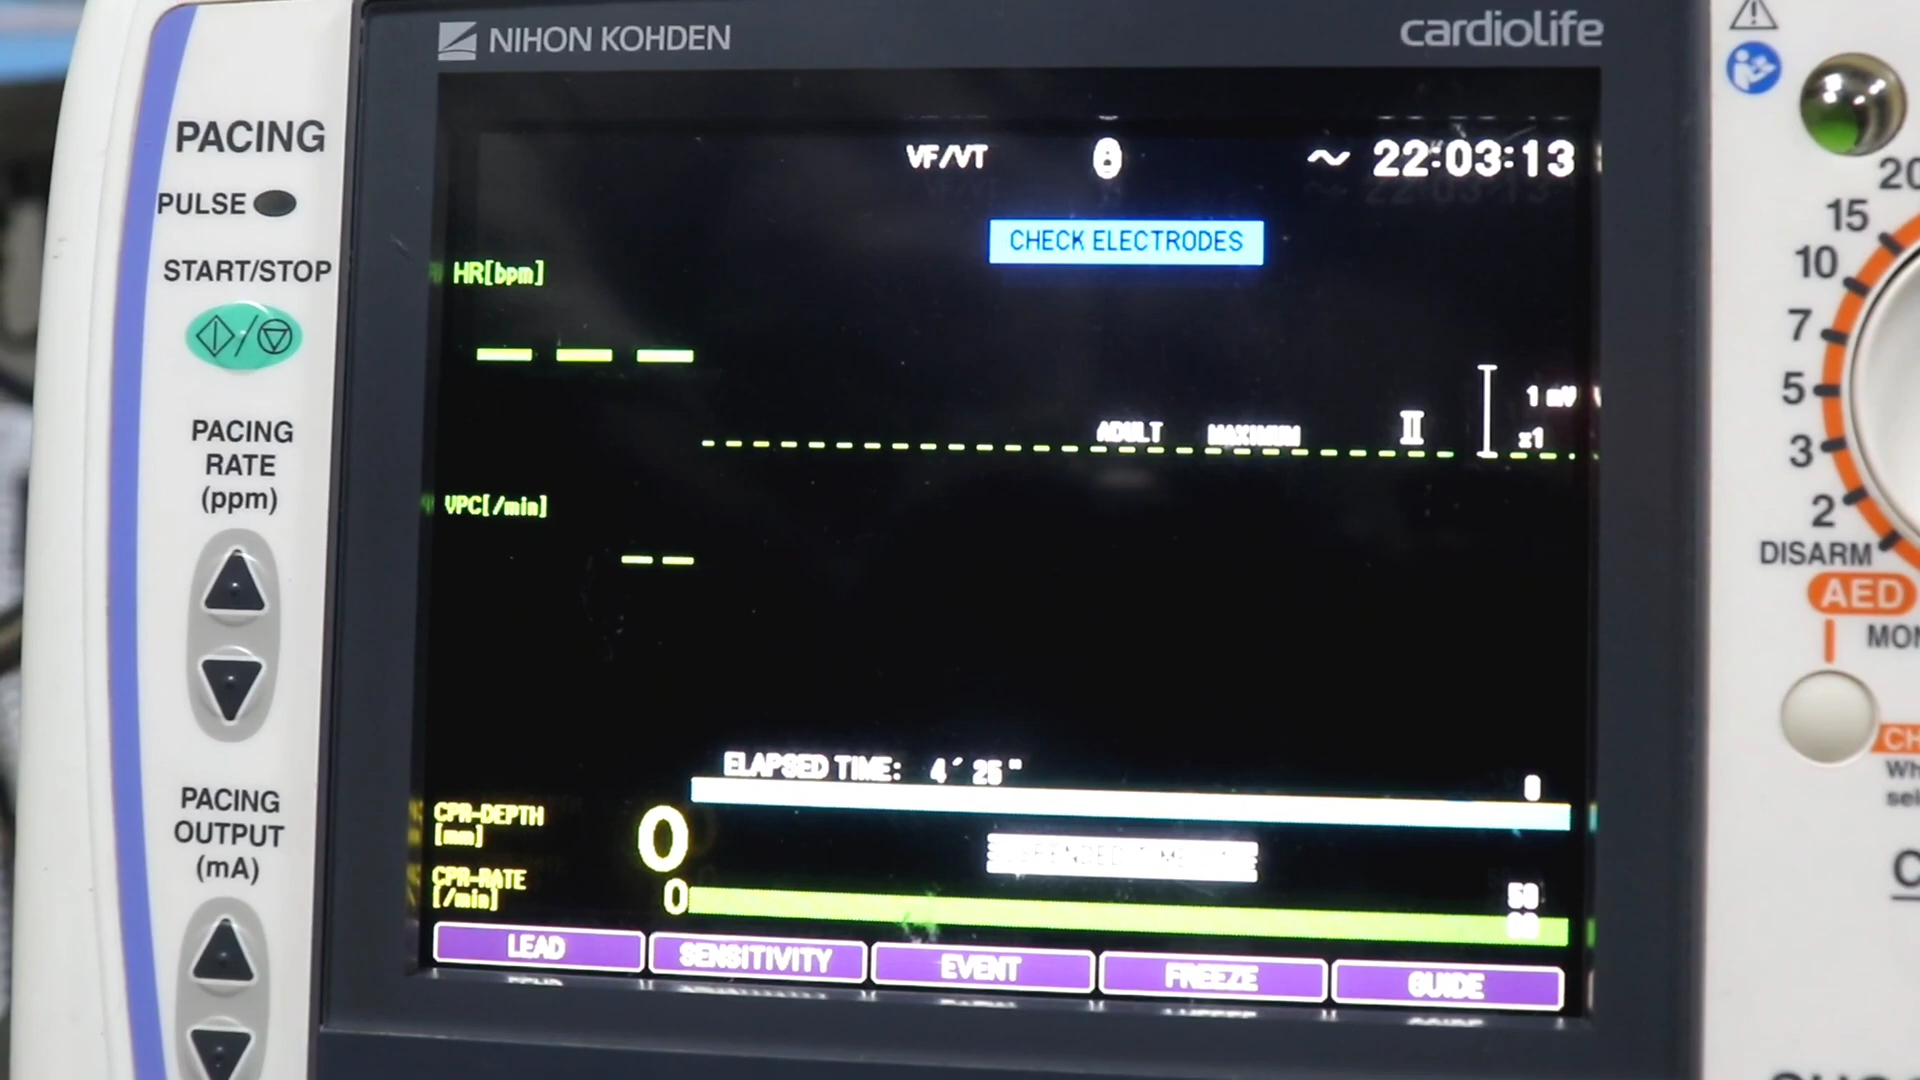 NIHON KOHDEN
cardiolife
PACING
PULSE
START/STOP
PACING
RATE
(ppm)
PACING
OUTPUT
(mA)
VF/VT
22:03:13
CHECK ELECTRODES
HR[bpm]
ADULT MAXIMUM II 1 mV
x1
VPC[/min]
ELAPSED TIME: 4' 25"
0
CPR-DEPTH
[mm]
0
CPR-RATE
[/min]
0
50
LEAD
SENSITIVITY
EVENT
FREEZE
GUIDE
20
15
10
7
5
3
2
DISARM
AED